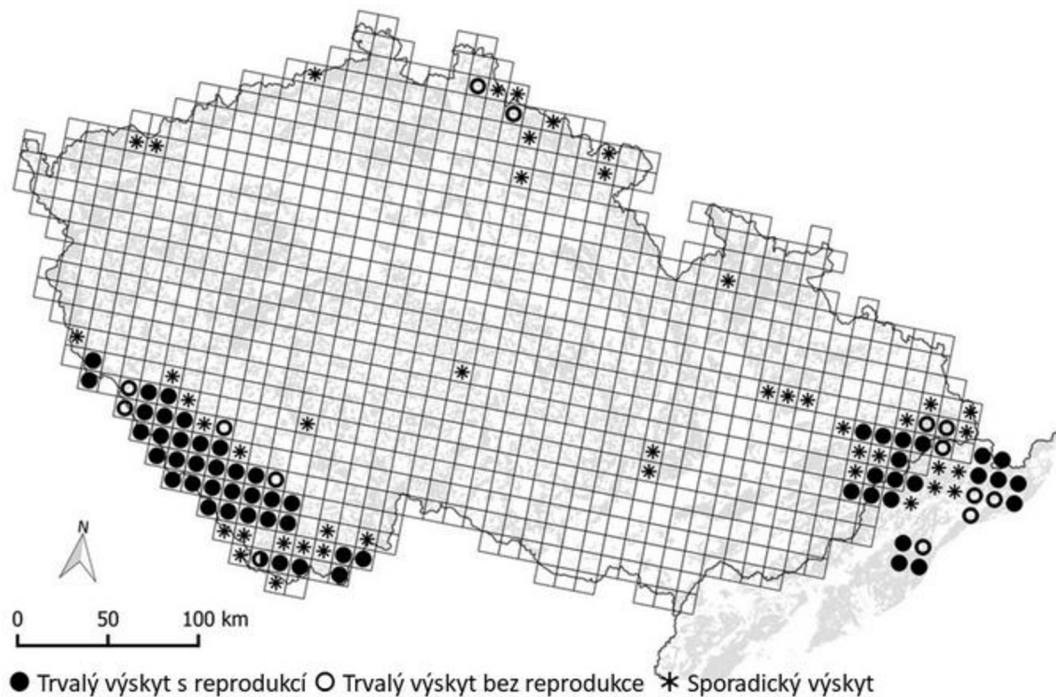 N
0 50 100 km
Trvalý výskyt s reprodukcí Trvalý výskyt bez reprodukce Sporadický výskyt